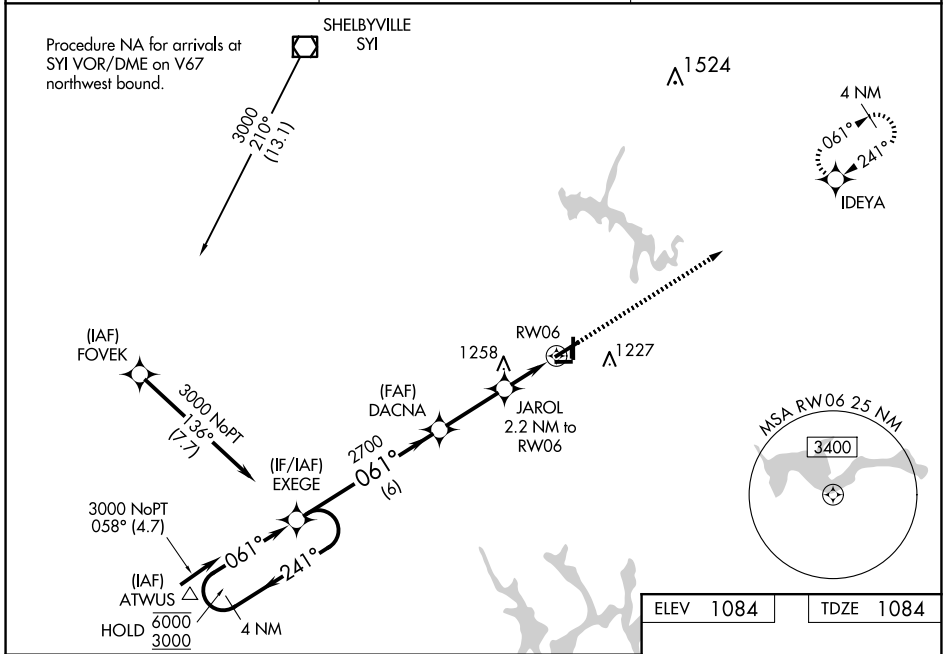 SHELBYVILLE
SYI
Procedure NA for arrivals at
SYI VOR/DME on V67
northwest bound.
1524
4 NM
061°
241°
IDEYA
3000
210°
(13.1)
RW06
1258
1227
(IAF)
FOVEK
3000 NoPT
136°
(7.7)
(FAF)
DACNA
JAROL
2.2 NM to
RW06
2700
061°
(6)
(IF/IAF)
EXEGE
MSA RW06 25 NM
3400
3000 NoPT
058° (4.7)
061°
241°
(IAF)
ATWUS
HOLD
6000
3000
4 NM
ELEV 1084
TDZE 1084